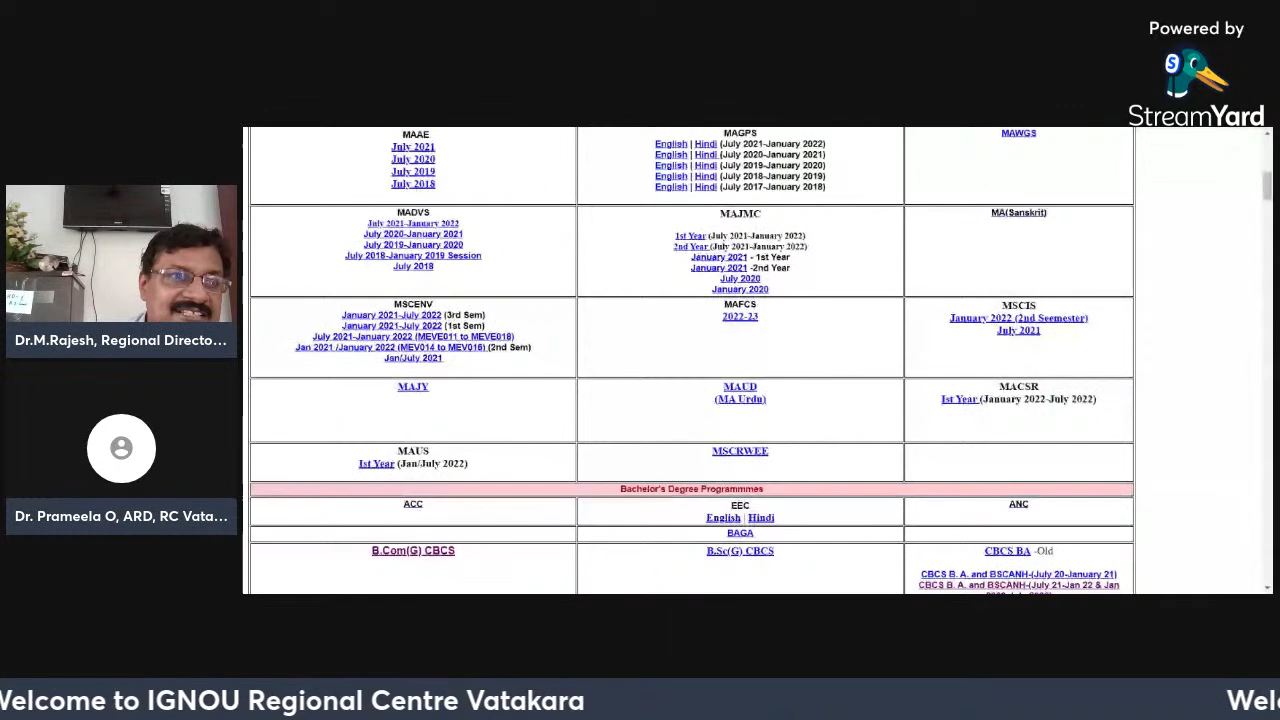 Powered by
StreamYard
MAAE
July 2021
July 2020
July 2019
July 2018
MAGPS
English | Hindi (July 2021-January 2022)
English | Hindi (July 2020-January 2021)
English | Hindi (July 2019-January 2020)
English | Hindi (July 2018-January 2019)
English | Hindi (July 2017-January 2018)
MAWGS
MADVS
July 2021-January 2022
July 2020-January 2021
July 2019-January 2020
July 2018-January 2019 Session
July 2018
MAJMC
1st Year (July 2021-January 2022)
2nd Year (July 2021-January 2022)
January 2021 - 1st Year
January 2021 -2nd Year
July 2020
January 2020
MA(Sanskrit)
MSCENV
January 2021-July 2022 (3rd Sem)
January 2021-July 2022 (1st Sem)
July 2021-January 2022 (MEVE011 to MEVE018)
Jan 2021 /January 2022 (MEV014 to MEV016) (2nd Sem)
Jan/July 2021
MAFCS
2022-23
MSCIS
January 2022 (2nd Seemester)
July 2021
MAJY
MAUD
(MA Urdu)
MACSR
Ist Year (January 2022-July 2022)
MAUS
Ist Year (Jan/July 2022)
MSCRWEE
Bachelor's Degree Programmmes
ACC
EEC
English | Hindi
ANC
BAGA
B.Com(G) CBCS
B.Sc(G) CBCS
CBCS BA -Old
CBCS B. A. and BSCANH-(July 20-January 21)
CBCS B. A. and BSCANH-(July 21-Jan 22 & Jan
Dr.M.Rajesh, Regional Directo...
Dr. Prameela O, ARD, RC Vata...
Welcome to IGNOU Regional Centre Vatakara
Wel